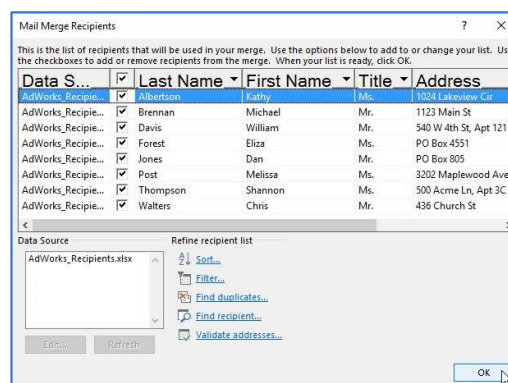 Mail Merge Recipients ? ×
This is the list of recipients that will be used in your merge. Use the options below to add to or change your list. Us
the checkboxes to add or remove recipients from the merge. When your list is ready, click OK.
Data S... Last Name First Name Title Address
AdWorks_Recipie... Albertson Kathy Ms. 1024 Lakeview Cir
AdWorks_Recipie... Brennan Michael Mr. 1123 Main St
AdWorks_Recipie... Davis William Mr. 540 W 4th St, Apt 121
AdWorks_Recipie... Forest Eliza Ms. PO Box 4551
AdWorks_Recipie... Jones Dan Mr. PO Box 805
AdWorks_Recipie... Post Melissa Ms. 3202 Maplewood Ave
AdWorks_Recipie... Thompson Shannon Ms. 500 Acme Ln, Apt 3C
AdWorks_Recipie... Walters Chris Mr. 436 Church St
Data Source Refine recipient list
AdWorks_Recipients.xlsx
Sort...
Filter...
Find duplicates...
Find recipient...
Validate addresses...
Edit... Refresh
OK